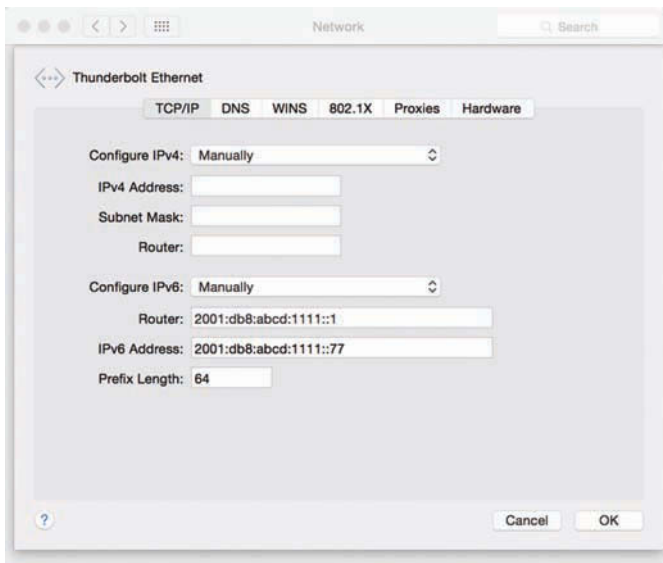 Network
Search
Thunderbolt Ethernet
TCP/IP DNS WINS 802.1X Proxies Hardware
Configure IPv4: Manually
IPv4 Address:
Subnet Mask:
Router:
Configure IPv6: Manually
Router: 2001:db8:abcd:1111::1
IPv6 Address: 2001:db8:abcd:1111::77
Prefix Length: 64
?
Cancel OK